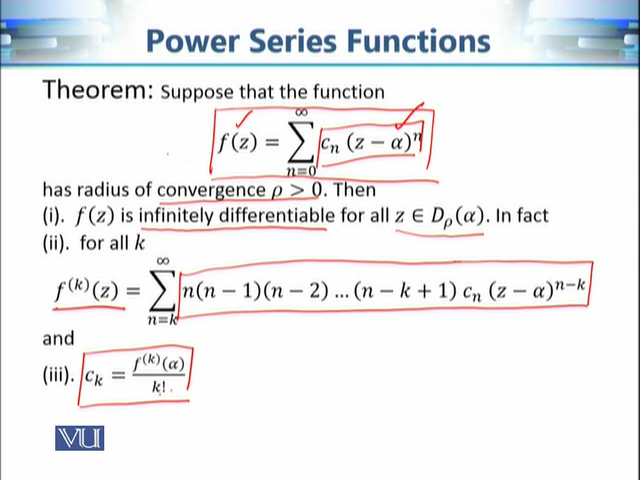 Power Series Functions
Theorem: Suppose that the function
f(z) = ∑_{n=0}^{∞} c_n (z − α)^n
has radius of convergence ρ > 0. Then
(i). f(z) is infinitely differentiable for all z ∈ D_ρ(α). In fact
(ii). for all k
f^{(k)}(z) = ∑_{n=k}^{∞} n(n − 1)(n − 2) … (n − k + 1) c_n (z − α)^{n−k}
and
(iii). c_k = f^{(k)}(α) / k! .
VU